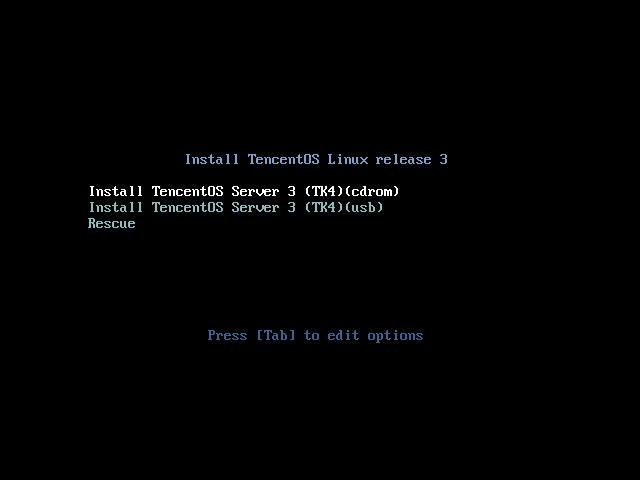 Install TencentOS Linux release 3
Install TencentOS Server 3 (TK4)(cdrom)
Install TencentOS Server 3 (TK4)(usb)
Rescue
Press [Tab] to edit options